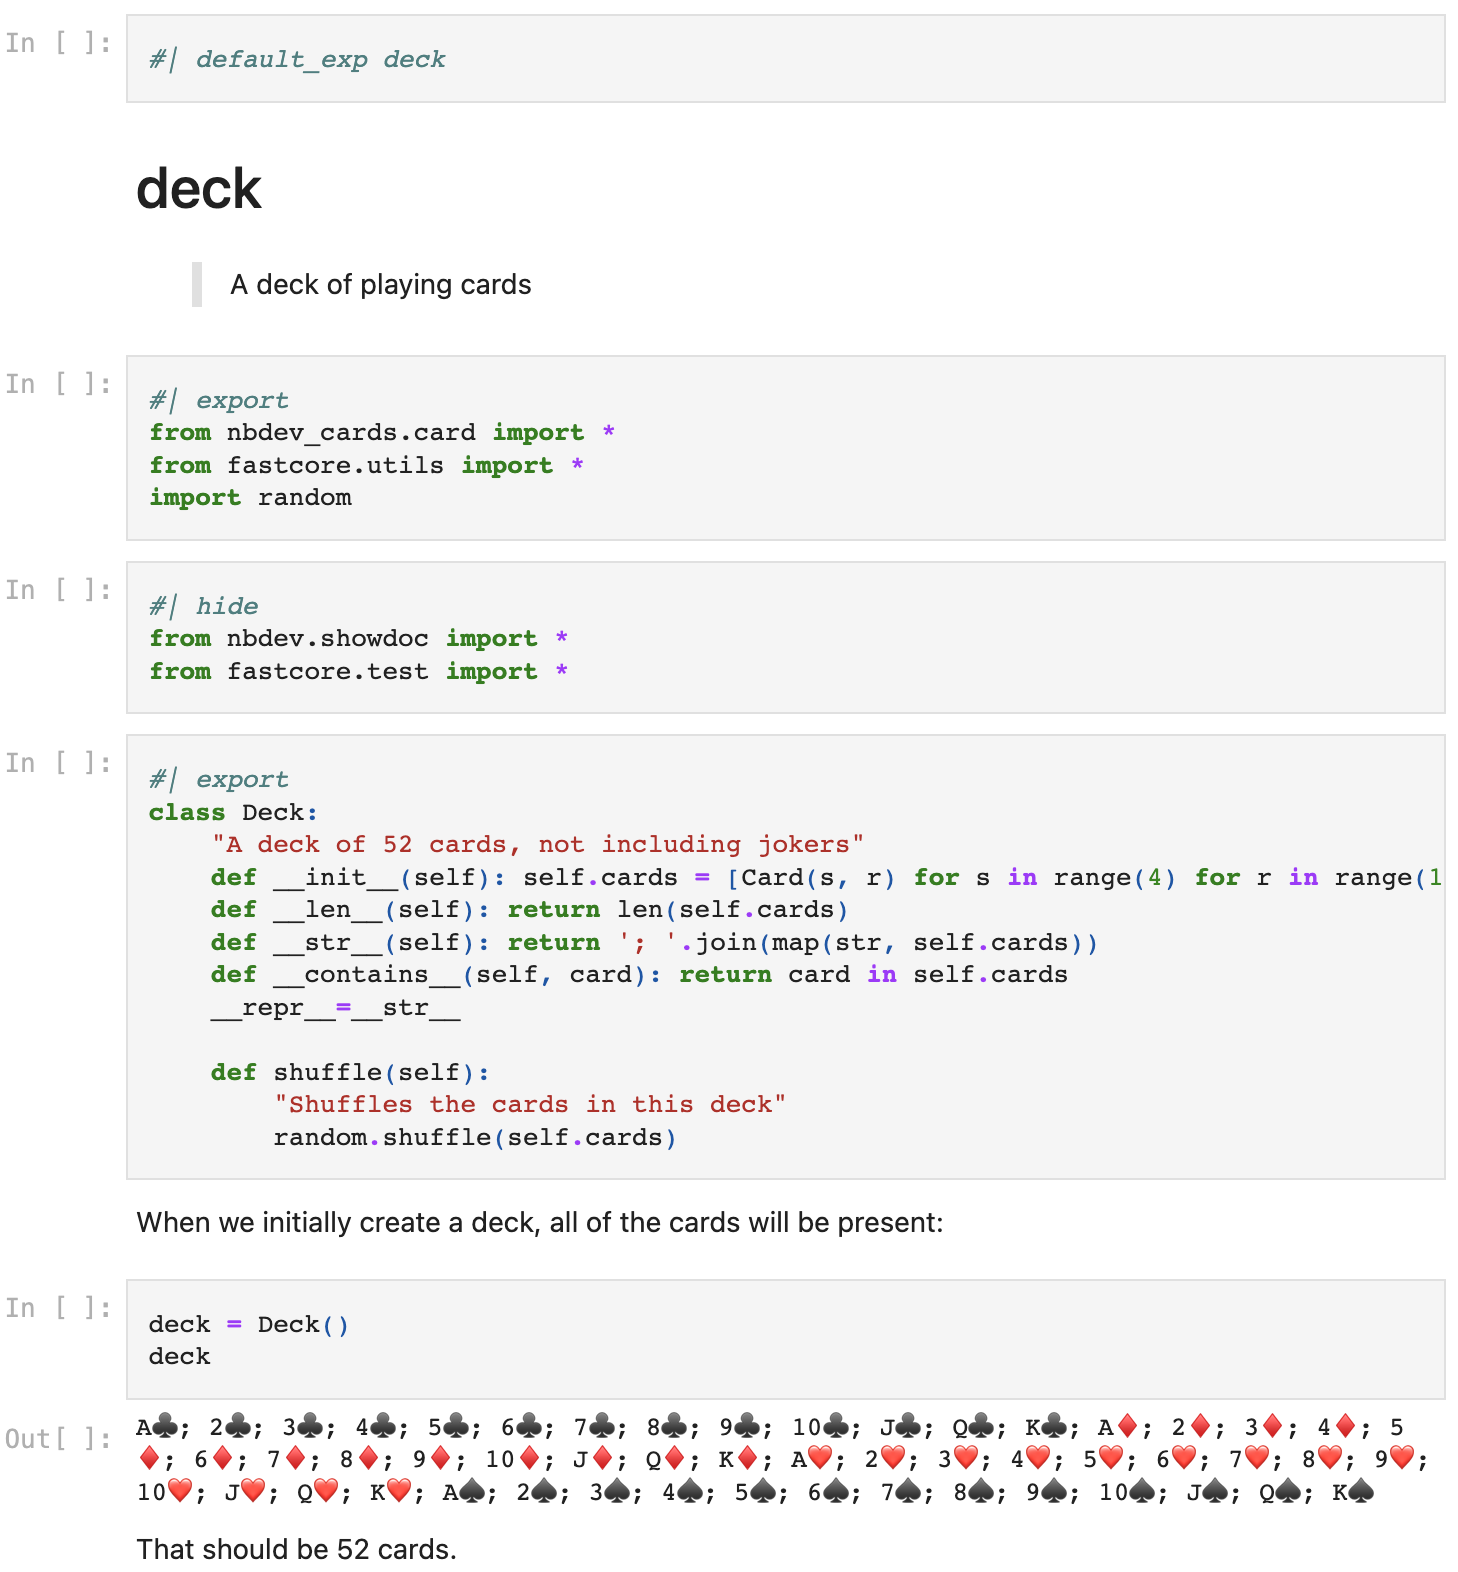 In [ ]:
#| default_exp deck
deck
A deck of playing cards
In [ ]:
#| export
from nbdev_cards.card import *
from fastcore.utils import *
import random
In [ ]:
#| hide
from nbdev.showdoc import *
from fastcore.test import *
In [ ]:
#| export
class Deck:
    "A deck of 52 cards, not including jokers"
    def __init__(self): self.cards = [Card(s, r) for s in range(4) for r in range(1
    def __len__(self): return len(self.cards)
    def __str__(self): return '; '.join(map(str, self.cards))
    def __contains__(self, card): return card in self.cards
    __repr__=__str__
    def shuffle(self):
        "Shuffles the cards in this deck"
        random.shuffle(self.cards)
When we initially create a deck, all of the cards will be present:
In [ ]:
deck = Deck()
deck
Out[ ]:
A♣️; 2♣️; 3♣️; 4♣️; 5♣️; 6♣️; 7♣️; 8♣️; 9♣️; 10♣️; J♣️; Q♣️; K♣️; A♦️; 2♦️; 3♦️; 4♦️; 5
♦️; 6♦️; 7♦️; 8♦️; 9♦️; 10♦️; J♦️; Q♦️; K♦️; A❤️; 2❤️; 3❤️; 4❤️; 5❤️; 6❤️; 7❤️; 8❤️; 9❤️;
10❤️; J❤️; Q❤️; K❤️; A♠️; 2♠️; 3♠️; 4♠️; 5♠️; 6♠️; 7♠️; 8♠️; 9♠️; 10♠️; J♠️; Q♠️; K♠️
That should be 52 cards.